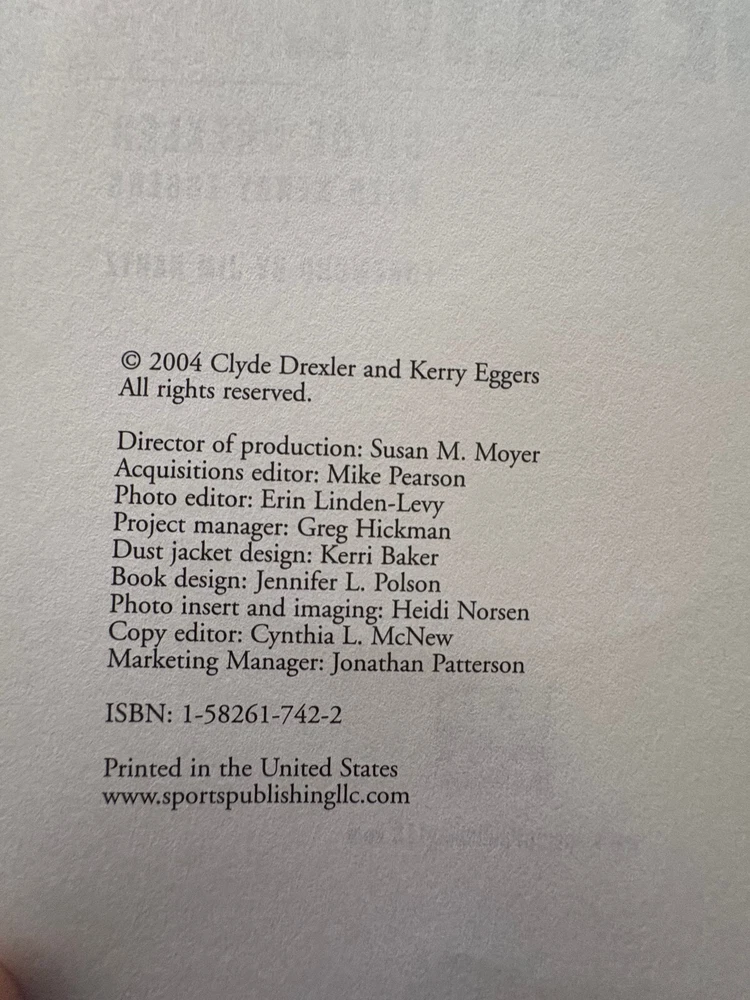 © 2004 Clyde Drexler and Kerry Eggers
All rights reserved.
Director of production: Susan M. Moyer
Acquisitions editor: Mike Pearson
Photo editor: Erin Linden-Levy
Project manager: Greg Hickman
Dust jacket design: Kerri Baker
Book design: Jennifer L. Polson
Photo insert and imaging: Heidi Norsen
Copy editor: Cynthia L. McNew
Marketing Manager: Jonathan Patterson
ISBN: 1-58261-742-2
Printed in the United States
www.sportspublishingllc.com